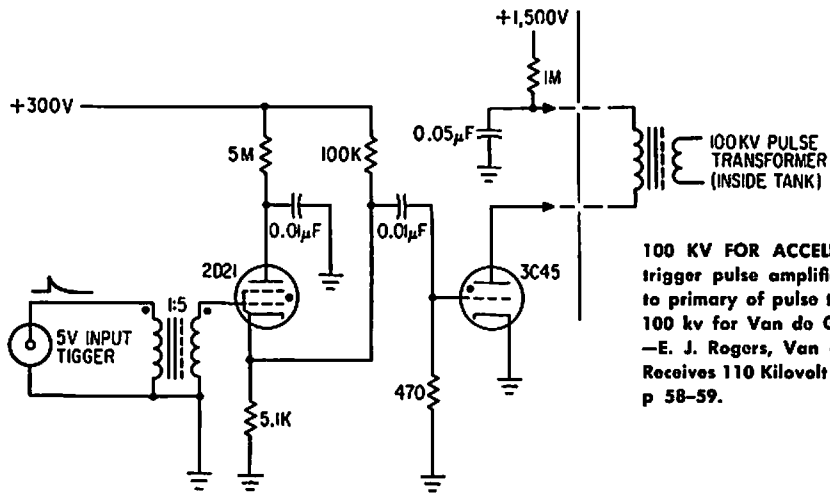 +1,500V
1M
+300V
5M
100K
0.05μF
100KV PULSE
TRANSFORMER
(INSIDE TANK)
0.01μF
0.01μF
2D21
3C45
1:5
5V INPUT
TIGGER
470
5.1K
100 KV FOR ACCEL
trigger pulse amplifi
to primary of pulse t
100 kv for Van de G
—E. J. Rogers, Van
Receives 110 Kilovolt
p 58–59.